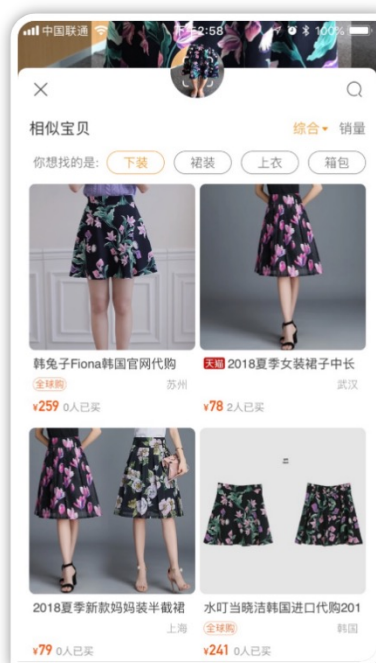 中国联通 下午2:58 100%
相似宝贝 综合 销量
你想找的是: 下装 裙装 上衣 箱包
韩兔子Fiona韩国官网代购
全球购 苏州
¥259 0人已买
天猫 2018夏季女装裙子中长
武汉
¥78 2人已买
2018夏季新款妈妈装半截裙
上海
¥79 0人已买
水叮当晓洁韩国进口代购201
全球购 韩国
¥241 0人已买